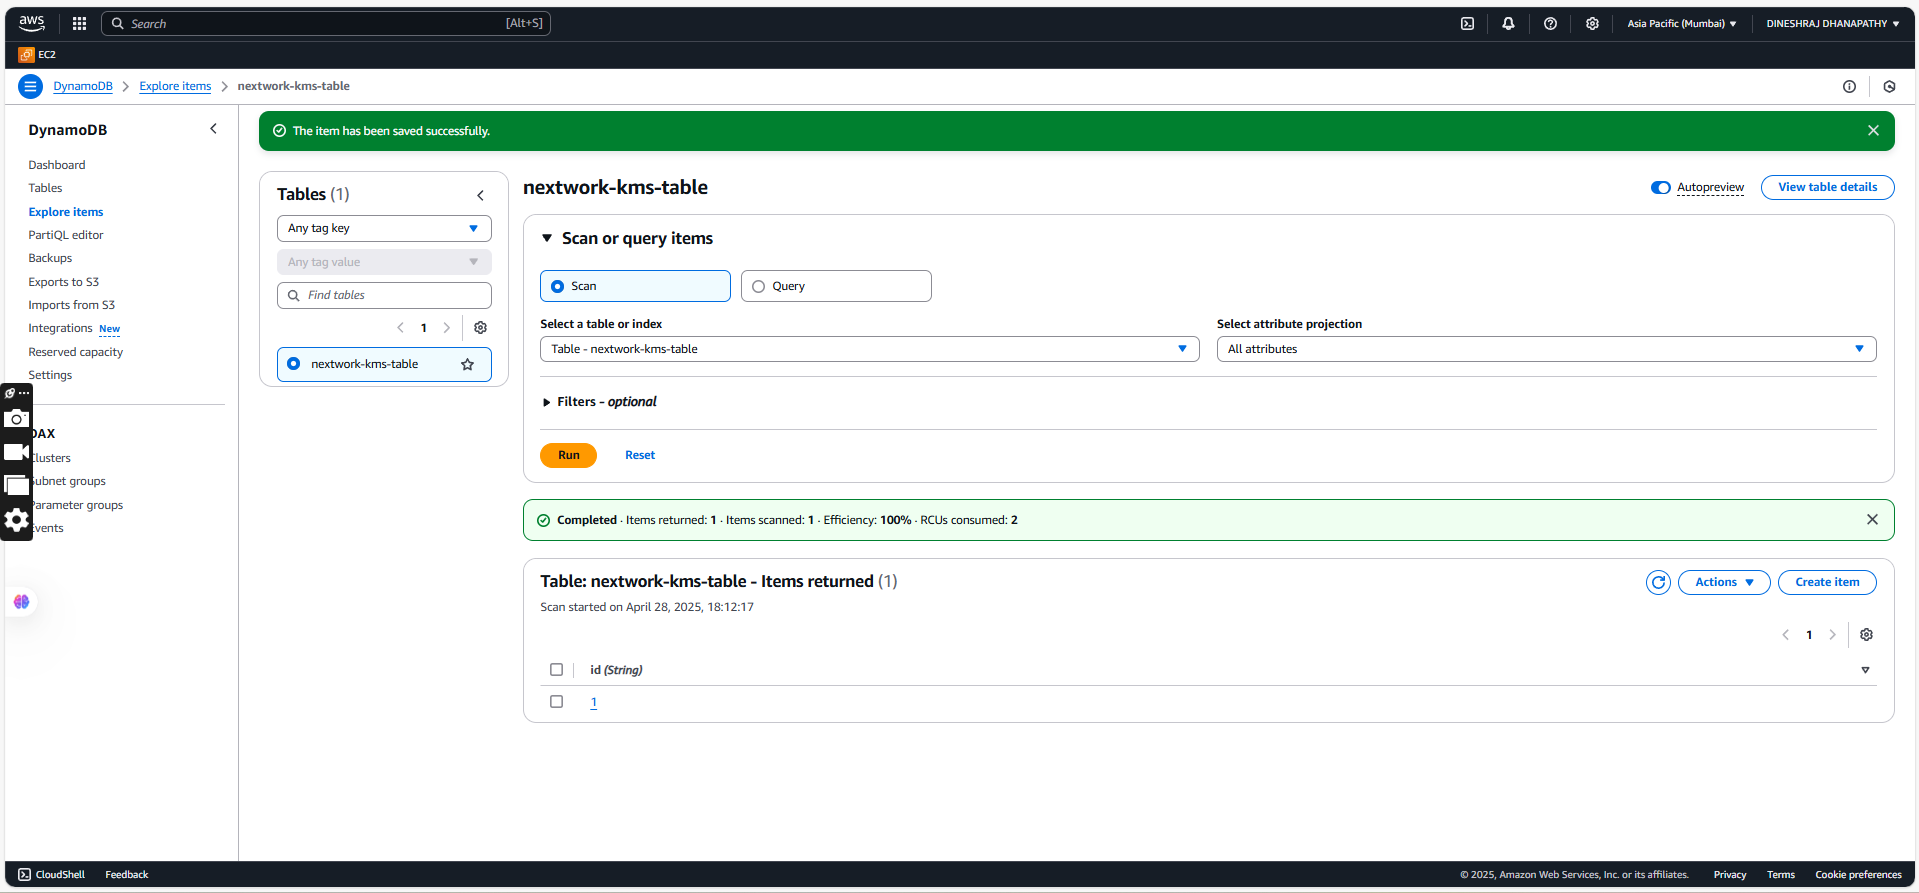 aws
Search
[Alt+S]
Asia Pacific (Mumbai)
DINESHRAJ DHANAPATHY
EC2
DynamoDB
Explore items
nextwork-kms-table
DynamoDB
Dashboard
Tables
Explore items
PartiQL editor
Backups
Exports to S3
Imports from S3
Integrations New
Reserved capacity
Settings
DAX
Clusters
Subnet groups
Parameter groups
Events
The item has been saved successfully.
Tables (1)
Any tag key
Any tag value
Find tables
1
nextwork-kms-table
nextwork-kms-table
Autopreview
View table details
Scan or query items
Scan
Query
Select a table or index
Table - nextwork-kms-table
Select attribute projection
All attributes
Filters - optional
Run
Reset
Completed · Items returned: 1 · Items scanned: 1 · Efficiency: 100% · RCUs consumed: 2
Table: nextwork-kms-table - Items returned (1)
Scan started on April 28, 2025, 18:12:17
Actions
Create item
1
id (String)
1
CloudShell
Feedback
© 2025, Amazon Web Services, Inc. or its affiliates.
Privacy
Terms
Cookie preferences